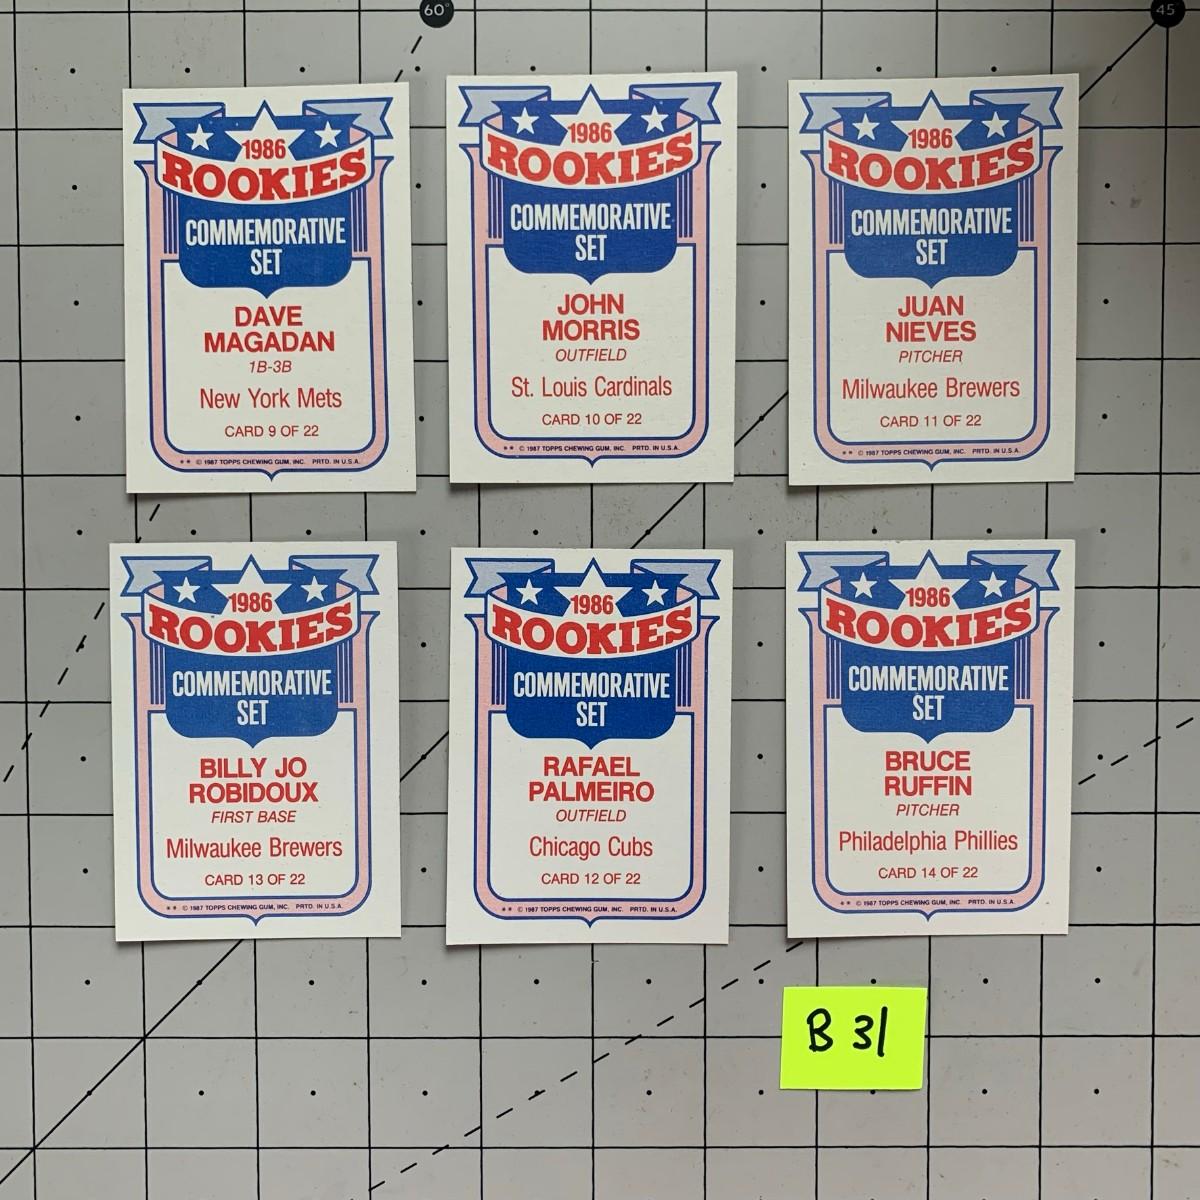 60°
45°
1986
ROOKIES
COMMEMORATIVE
SET
DAVE
MAGADAN
1B-3B
New York Mets
CARD 9 OF 22
** © 1987 TOPPS CHEWING GUM, INC. PRTD. IN U.S.A.
1986
ROOKIES
COMMEMORATIVE
SET
JOHN
MORRIS
OUTFIELD
St. Louis Cardinals
CARD 10 OF 22
** © 1987 TOPPS CHEWING GUM, INC. PRTD. IN U.S.A.
1986
ROOKIES
COMMEMORATIVE
SET
JUAN
NIEVES
PITCHER
Milwaukee Brewers
CARD 11 OF 22
** © 1987 TOPPS CHEWING GUM, INC. PRTD. IN U.S.A.
1986
ROOKIES
COMMEMORATIVE
SET
BILLY JO
ROBIDOUX
FIRST BASE
Milwaukee Brewers
CARD 13 OF 22
** © 1987 TOPPS CHEWING GUM, INC. PRTD. IN U.S.A.
1986
ROOKIES
COMMEMORATIVE
SET
RAFAEL
PALMEIRO
OUTFIELD
Chicago Cubs
CARD 12 OF 22
** © 1987 TOPPS CHEWING GUM, INC. PRTD. IN U.S.A.
1986
ROOKIES
COMMEMORATIVE
SET
BRUCE
RUFFIN
PITCHER
Philadelphia Phillies
CARD 14 OF 22
** © 1987 TOPPS CHEWING GUM, INC. PRTD. IN U.S.A.
B 31